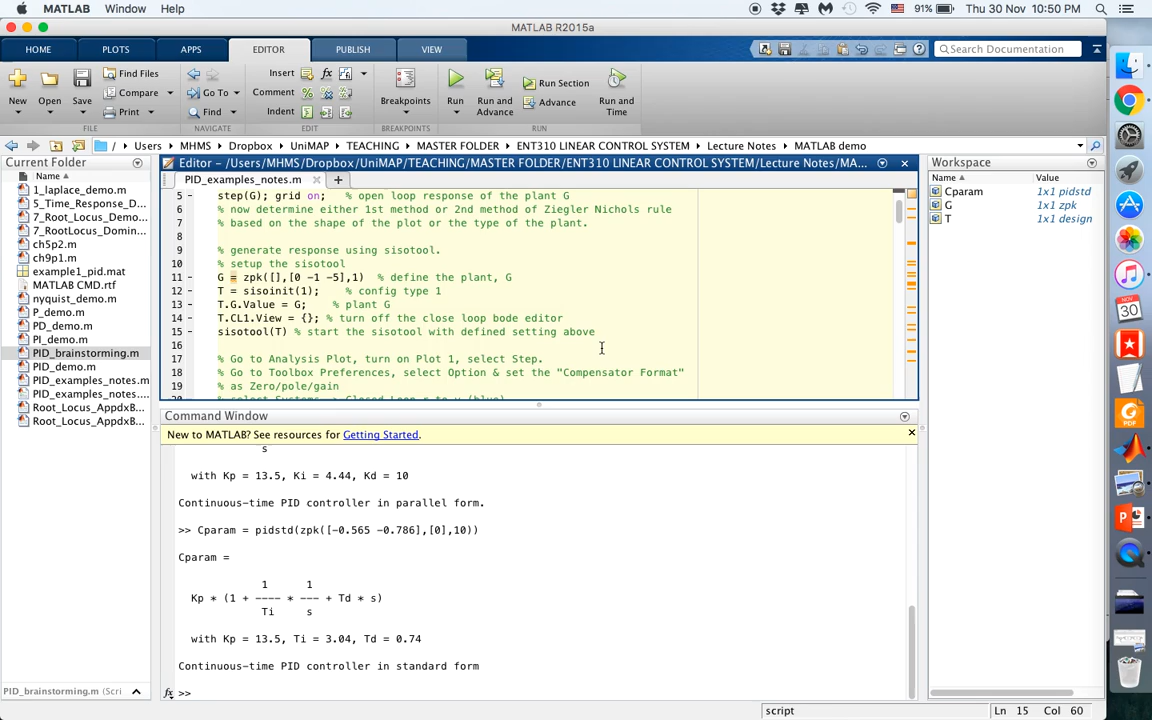 MATLAB Window Help 91% Thu 30 Nov 10:50 PM
MATLAB R2015a
HOME PLOTS APPS EDITOR PUBLISH VIEW Search Documentation
New Open Save Find Files Compare Print
Go To Find
Insert fx
Comment
Indent
Breakpoints Run Run and Advance Run Section Advance Run and Time
FILE NAVIGATE EDIT BREAKPOINTS RUN
/ Users MHMS Dropbox UniMAP TEACHING MASTER FOLDER ENT310 LINEAR CONTROL SYSTEM Lecture Notes MATLAB demo
Current Folder
Name
1_laplace_demo.m
5_Time_Response_D...
7_Root_Locus_Demo...
7_RootLocus_Domin...
ch5p2.m
ch9p1.m
example1_pid.mat
MATLAB CMD.rtf
nyquist_demo.m
P_demo.m
PD_demo.m
PI_demo.m
PID_brainstorming.m
PID_demo.m
PID_examples_notes.m
PID_examples_notes....
Root_Locus_AppdxB...
Root_Locus_AppdxB...
PID_brainstorming.m (Scri
Editor - /Users/MHMS/Dropbox/UniMAP/TEACHING/MASTER FOLDER/ENT310 LINEAR CONTROL SYSTEM/Lecture Notes/MA...
PID_examples_notes.m
5 - step(G); grid on; % open loop response of the plant G
6 % now determine either 1st method or 2nd method of Ziegler Nichols rule
7 % based on the shape of the plot or the type of the plant.
8
9 % generate response using sisotool.
10 % setup the sisotool
11 - G = zpk([],[0 -1 -5],1) % define the plant, G
12 - T = sisoinit(1); % config type 1
13 - T.G.Value = G; % plant G
14 - T.CL1.View = {}; % turn off the close loop bode editor
15 - sisotool(T) % start the sisotool with defined setting above
16
17 % Go to Analysis Plot, turn on Plot 1, select Step.
18 % Go to Toolbox Preferences, select Option & set the "Compensator Format"
19 % as Zero/pole/gain
Command Window
New to MATLAB? See resources for Getting Started.
s
with Kp = 13.5, Ki = 4.44, Kd = 10
Continuous-time PID controller in parallel form.
>> Cparam = pidstd(zpk([-0.565 -0.786],[0],10))
Cparam =
1 1
Kp * (1 + ---- * --- + Td * s)
Ti s
with Kp = 13.5, Ti = 3.04, Td = 0.74
Continuous-time PID controller in standard form
fx >>
Workspace
Name Value
Cparam 1x1 pidstd
G 1x1 zpk
T 1x1 design
script Ln 15 Col 60